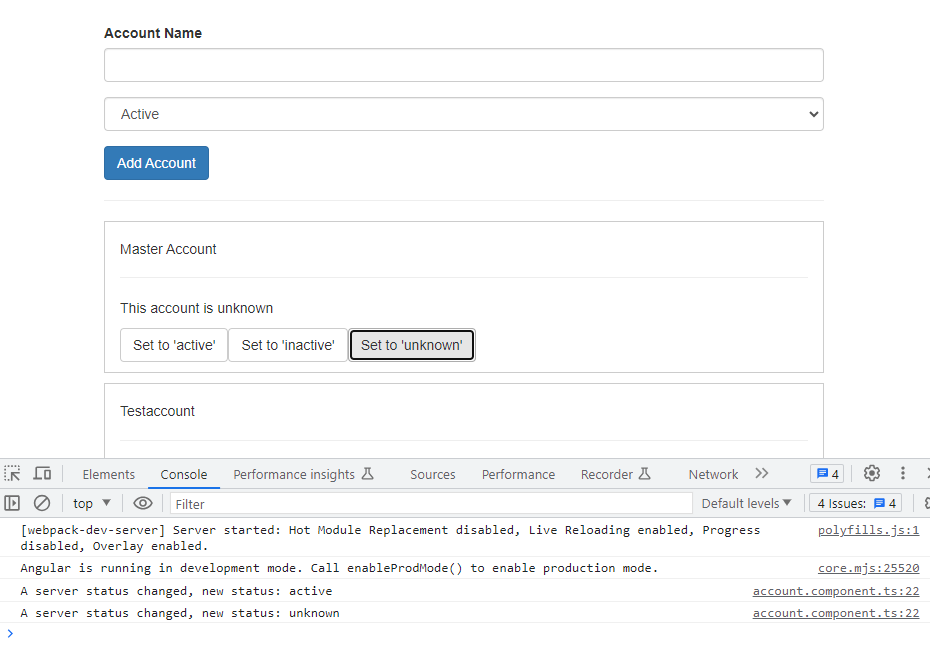 Account Name
Active
Add Account
Master Account
This account is unknown
Set to 'active' Set to 'inactive' Set to 'unknown'
Testaccount
Elements Console Performance insights Sources Performance Recorder Network 4
top Filter Default levels 4 Issues: 4
[webpack-dev-server] Server started: Hot Module Replacement disabled, Live Reloading enabled, Progress polyfills.js:1
disabled, Overlay enabled.
Angular is running in development mode. Call enableProdMode() to enable production mode. core.mjs:25520
A server status changed, new status: active account.component.ts:22
A server status changed, new status: unknown account.component.ts:22